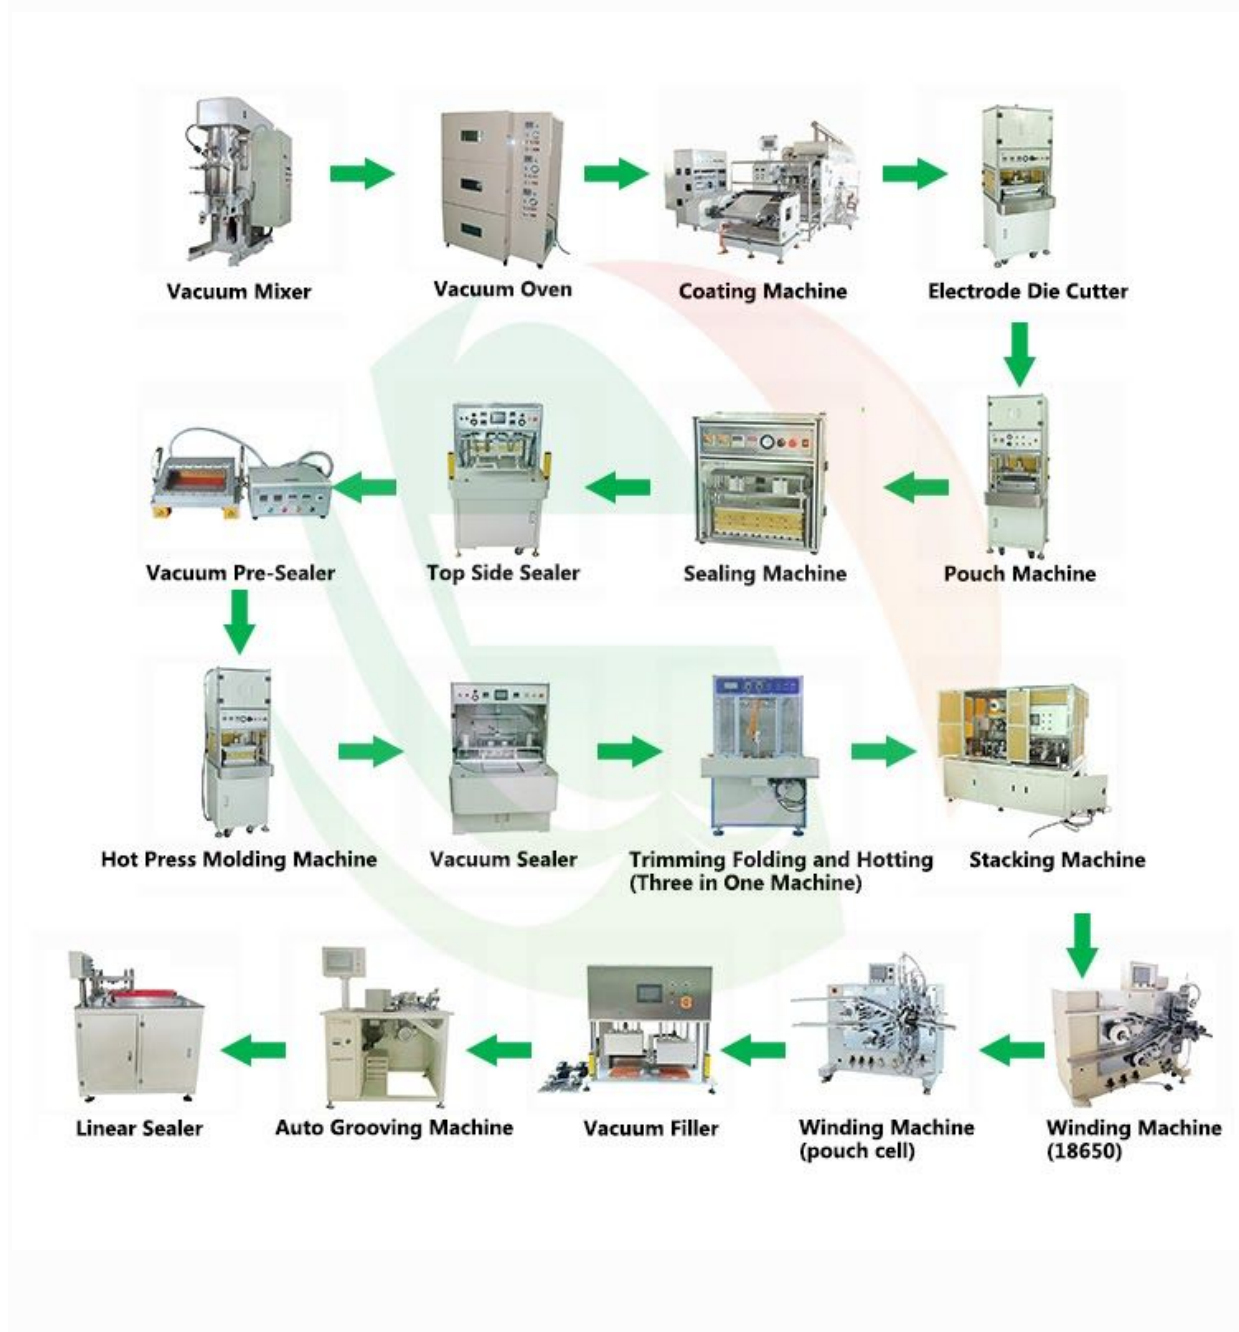 Vacuum Mixer
Vacuum Oven
Coating Machine
Electrode Die Cutter
Vacuum Pre-Sealer
Top Side Sealer
Sealing Machine
Pouch Machine
Hot Press Molding Machine
Vacuum Sealer
Trimming Folding and Hotting
(Three in One Machine)
Stacking Machine
Linear Sealer
Auto Grooving Machine
Vacuum Filler
Winding Machine
(pouch cell)
Winding Machine
(18650)